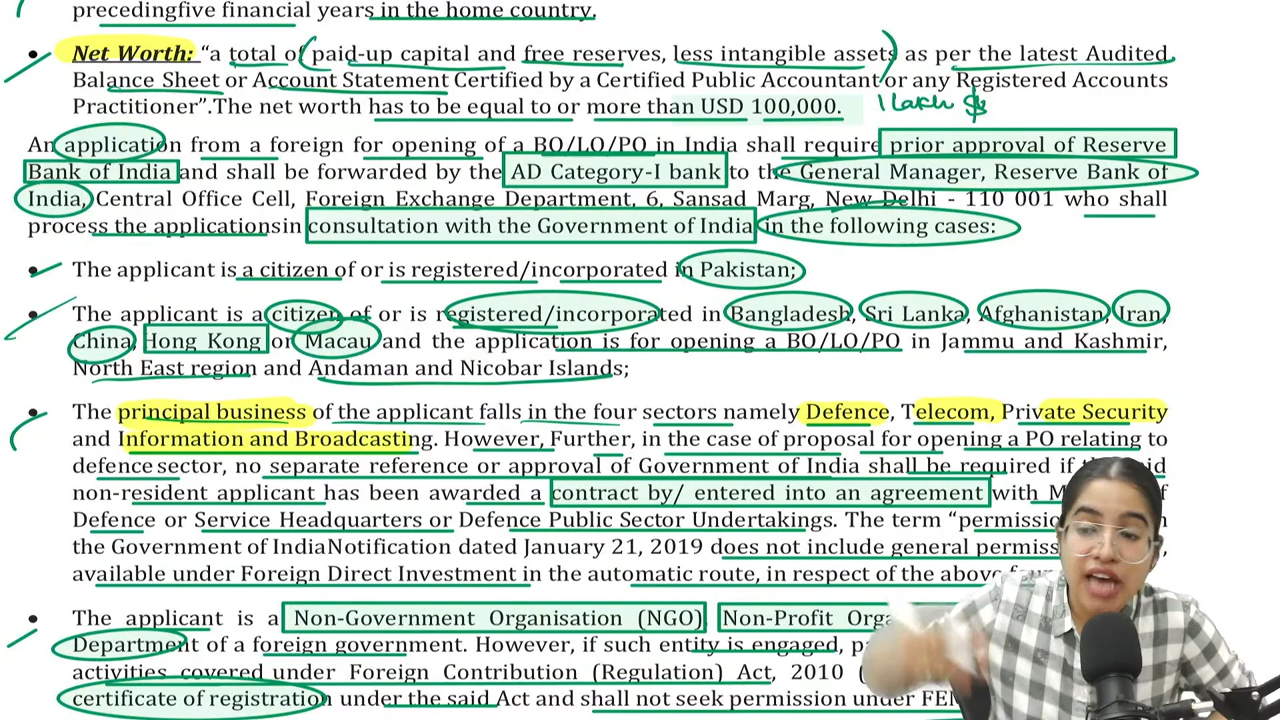 precedingfive financial years in the home country.
• Net Worth: “a total of paid-up capital and free reserves, less intangible assets as per the latest Audited
Balance Sheet or Account Statement Certified by a Certified Public Accountant or any Registered Accounts
Practitioner”.The net worth has to be equal to or more than USD 100,000. 1 lakh $
An application from a foreign for opening of a BO/LO/PO in India shall require prior approval of Reserve
Bank of India and shall be forwarded by the AD Category-I bank to the General Manager, Reserve Bank of
India, Central Office Cell, Foreign Exchange Department, 6, Sansad Marg, New Delhi - 110 001 who shall
process the applicationsin consultation with the Government of India in the following cases:
• The applicant is a citizen of or is registered/incorporated in Pakistan;
• The applicant is a citizen of or is registered/incorporated in Bangladesh, Sri Lanka, Afghanistan, Iran,
China, Hong Kong or Macau and the application is for opening a BO/LO/PO in Jammu and Kashmir,
North East region and Andaman and Nicobar Islands;
• The principal business of the applicant falls in the four sectors namely Defence, Telecom, Private Security
and Information and Broadcasting. However, Further, in the case of proposal for opening a PO relating to
defence sector, no separate reference or approval of Government of India shall be required if
non-resident applicant has been awarded a contract by/ entered into an agreement with
Defence or Service Headquarters or Defence Public Sector Undertakings. The term
the Government of IndiaNotification dated January 21, 2019 does not include general
available under Foreign Direct Investment in the automatic route, in respect of the above
• The applicant is a Non-Government Organisation (NGO) Non-Profit
Department of a foreign government. However, if such entity is engaged,
activities covered under Foreign Contribution (Regulation) Act, 2010
certificate of registration under the said Act and shall not seek permission under